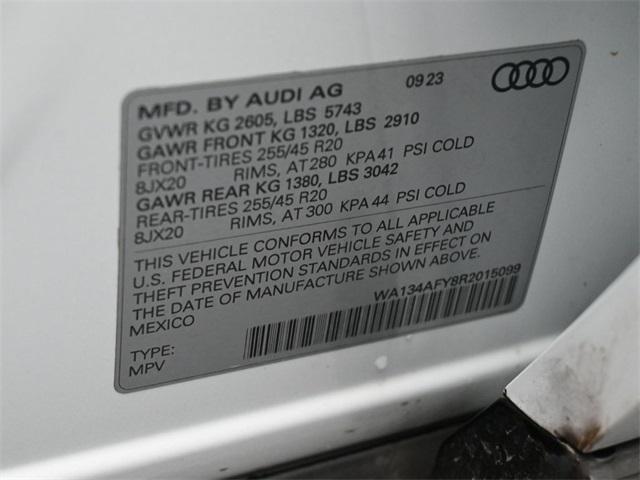 MFD. BY AUDI AG 09 23
GVWR KG 2605, LBS 5743
GAWR FRONT KG 1320, LBS 2910
FRONT-TIRES 255/45 R20
8JX20 RIMS, AT 280 KPA 41 PSI COLD
GAWR REAR KG 1380, LBS 3042
REAR-TIRES 255/45 R20
8JX20 RIMS, AT 300 KPA 44 PSI COLD
THIS VEHICLE CONFORMS TO ALL APPLICABLE
U.S. FEDERAL MOTOR VEHICLE SAFETY AND
THEFT PREVENTION STANDARDS IN EFFECT ON
THE DATE OF MANUFACTURE SHOWN ABOVE.
MEXICO WA134AFY8R2015099
TYPE:
MPV